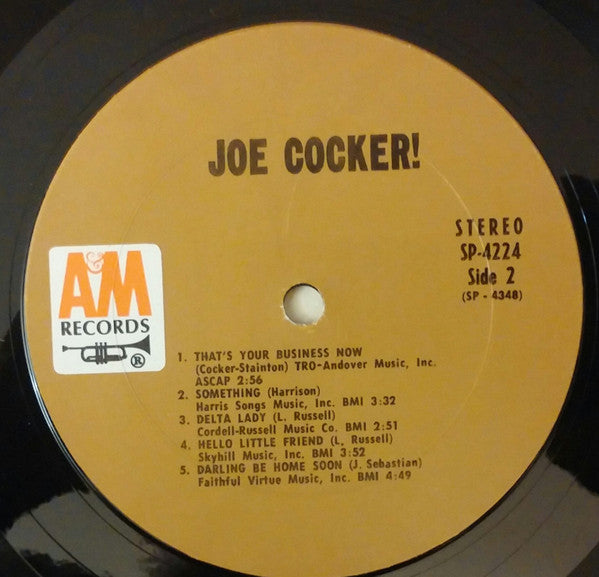 JOE COCKER!
STEREO
SP-4224
Side 2
(SP - 4348)
A&M
RECORDS
®
1. THAT'S YOUR BUSINESS NOW
(Cocker-Stainton) TRO-Andover Music, Inc.
ASCAP 2:56
2. SOMETHING (Harrison)
Harris Songs Music, Inc. BMI 3:32
3. DELTA LADY (L. Russell)
Cordell-Russell Music Co. BMI 2:51
4. HELLO LITTLE FRIEND (L. Russell)
Skyhill Music, Inc. BMI 3:52
5. DARLING BE HOME SOON (J. Sebastian)
Faithful Virtue Music, Inc. BMI 4:49